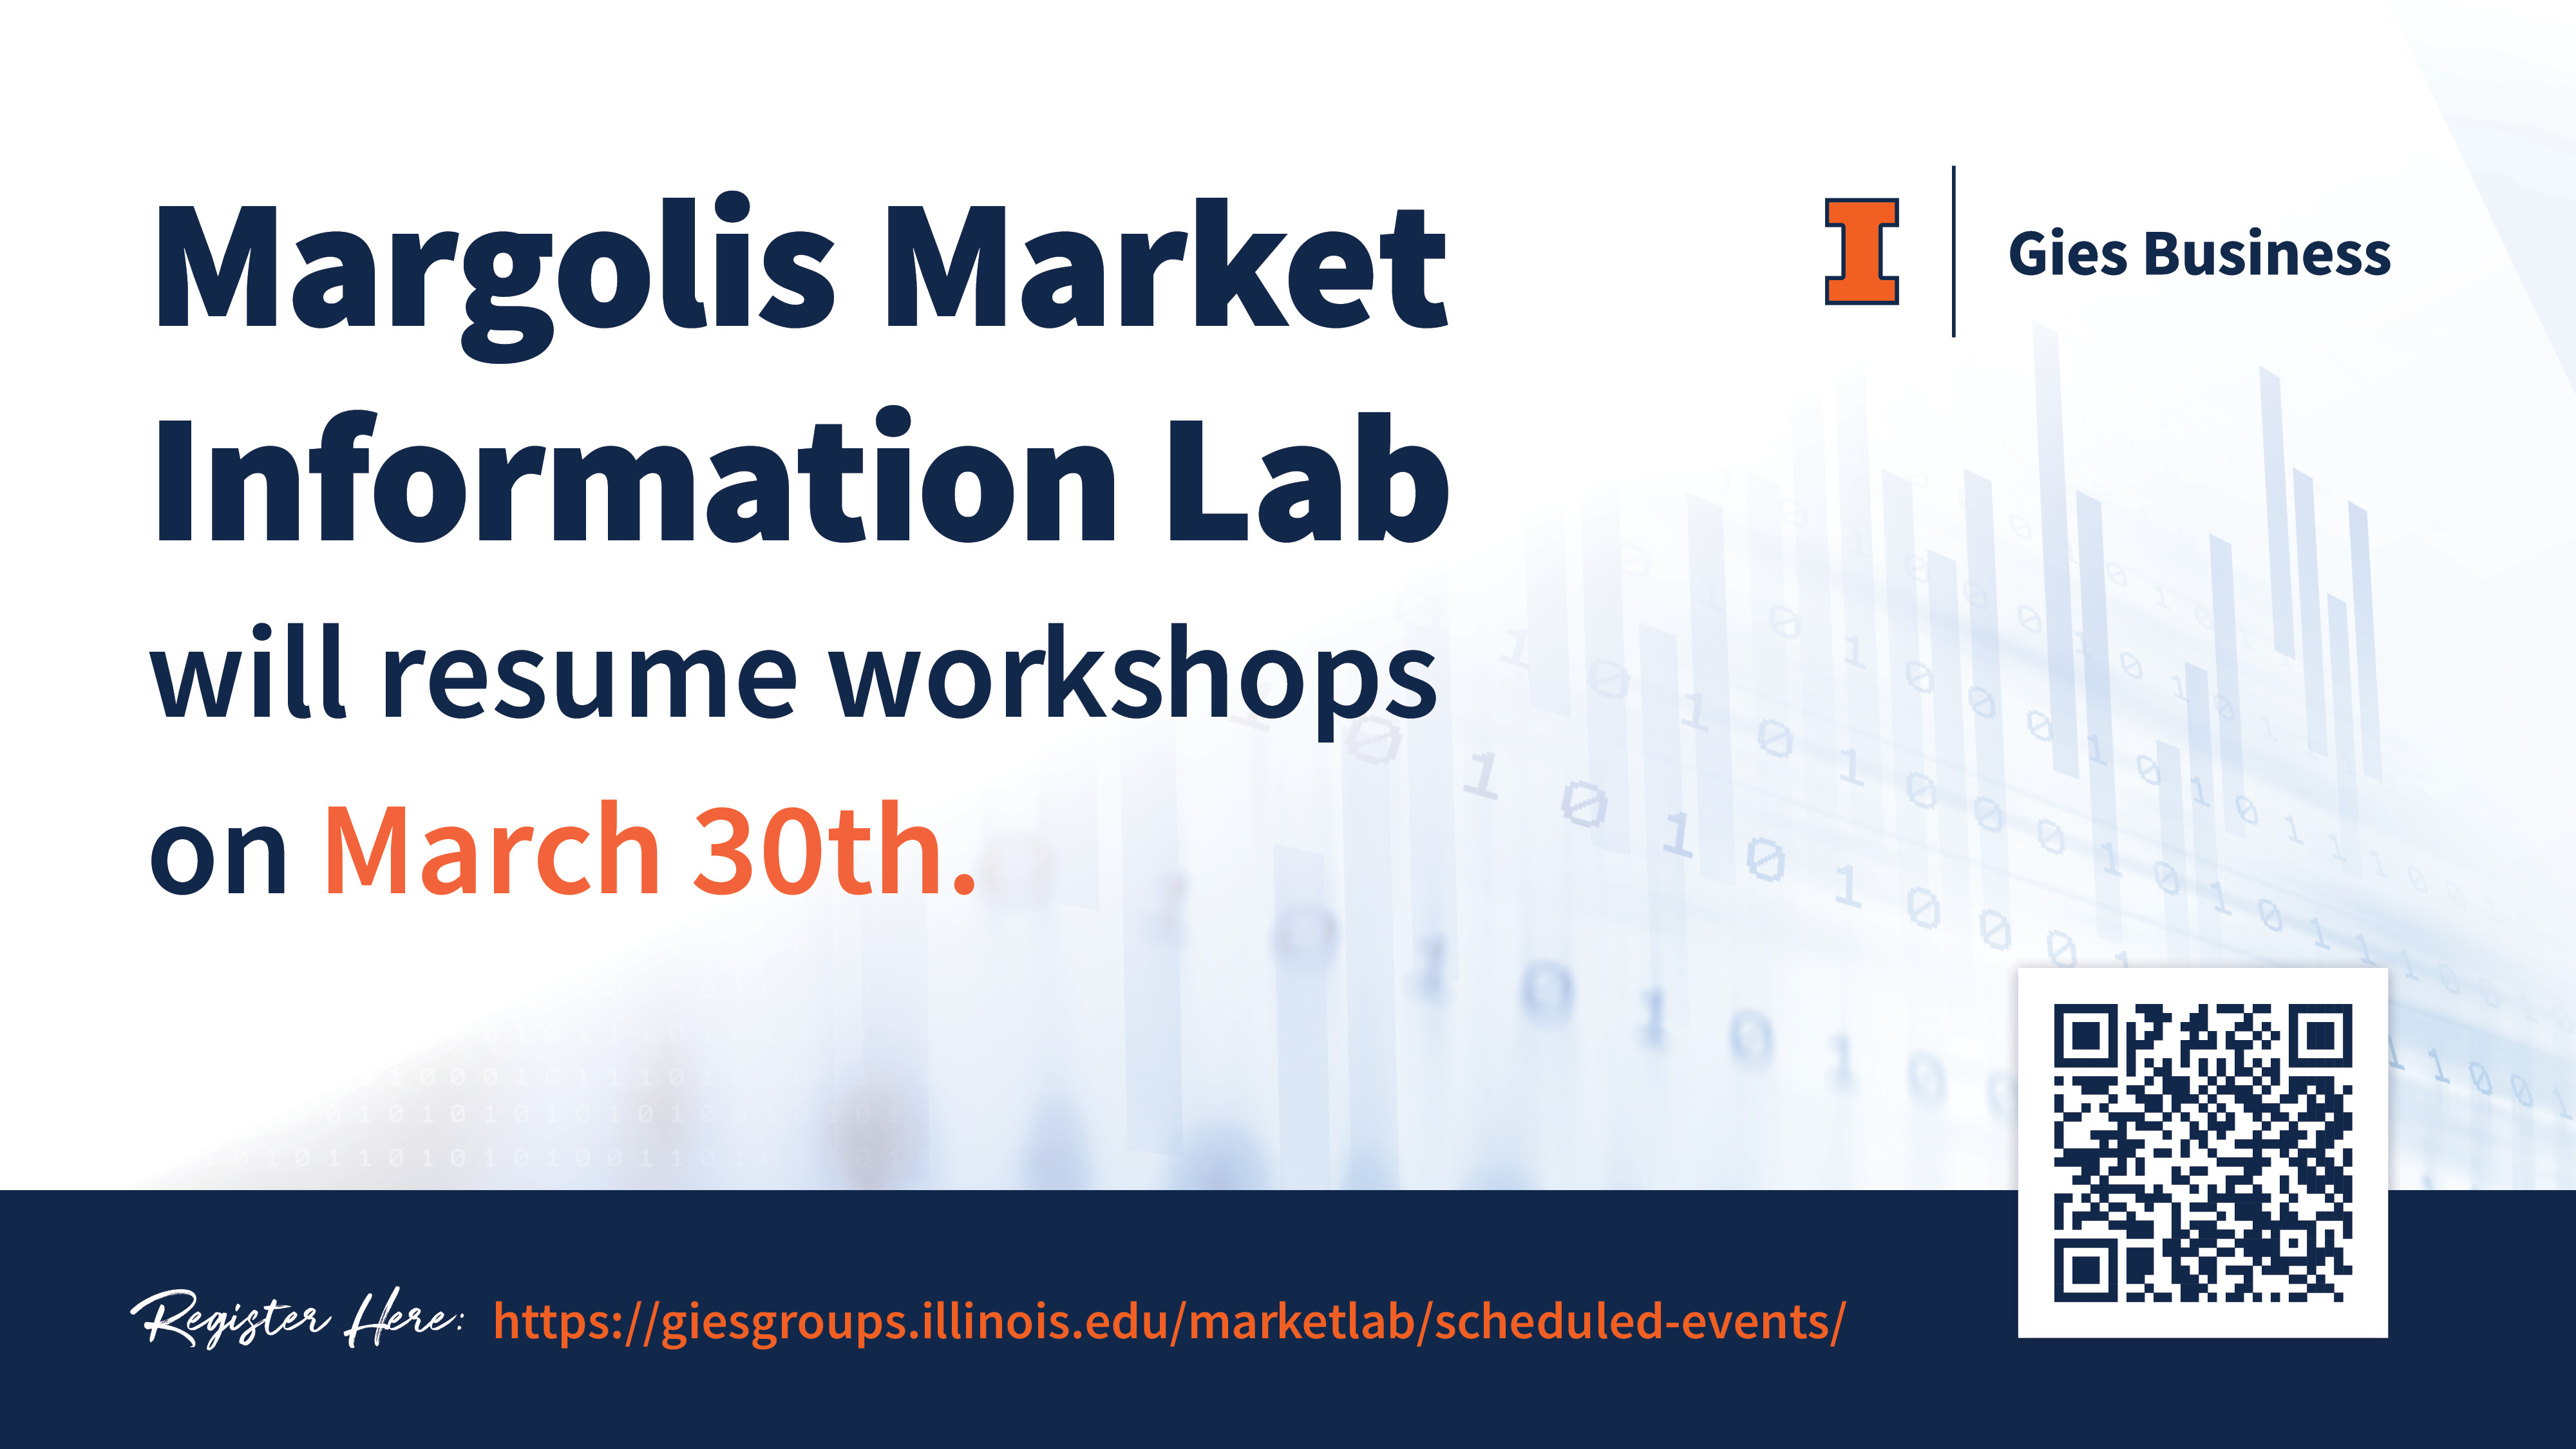 Margolis Market
Information Lab
will resume workshops
on March 30th.
I
Gies Business
Register Here: https://giesgroups.illinois.edu/marketlab/scheduled-events/